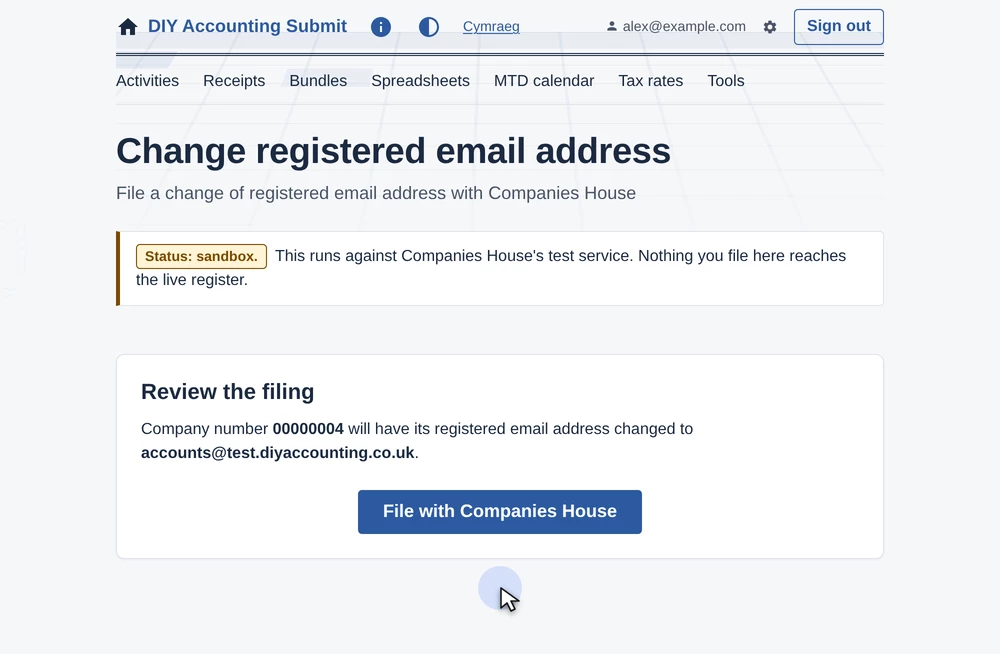 DIY Accounting Submit
Cymraeg
alex@example.com
Sign out
Activities
Receipts
Bundles
Spreadsheets
MTD calendar
Tax rates
Tools
Change registered email address
File a change of registered email address with Companies House
Status: sandbox. This runs against Companies House's test service. Nothing you file here reaches
the live register.
Review the filing
Company number 00000004 will have its registered email address changed to
accounts@test.diyaccounting.co.uk.
File with Companies House